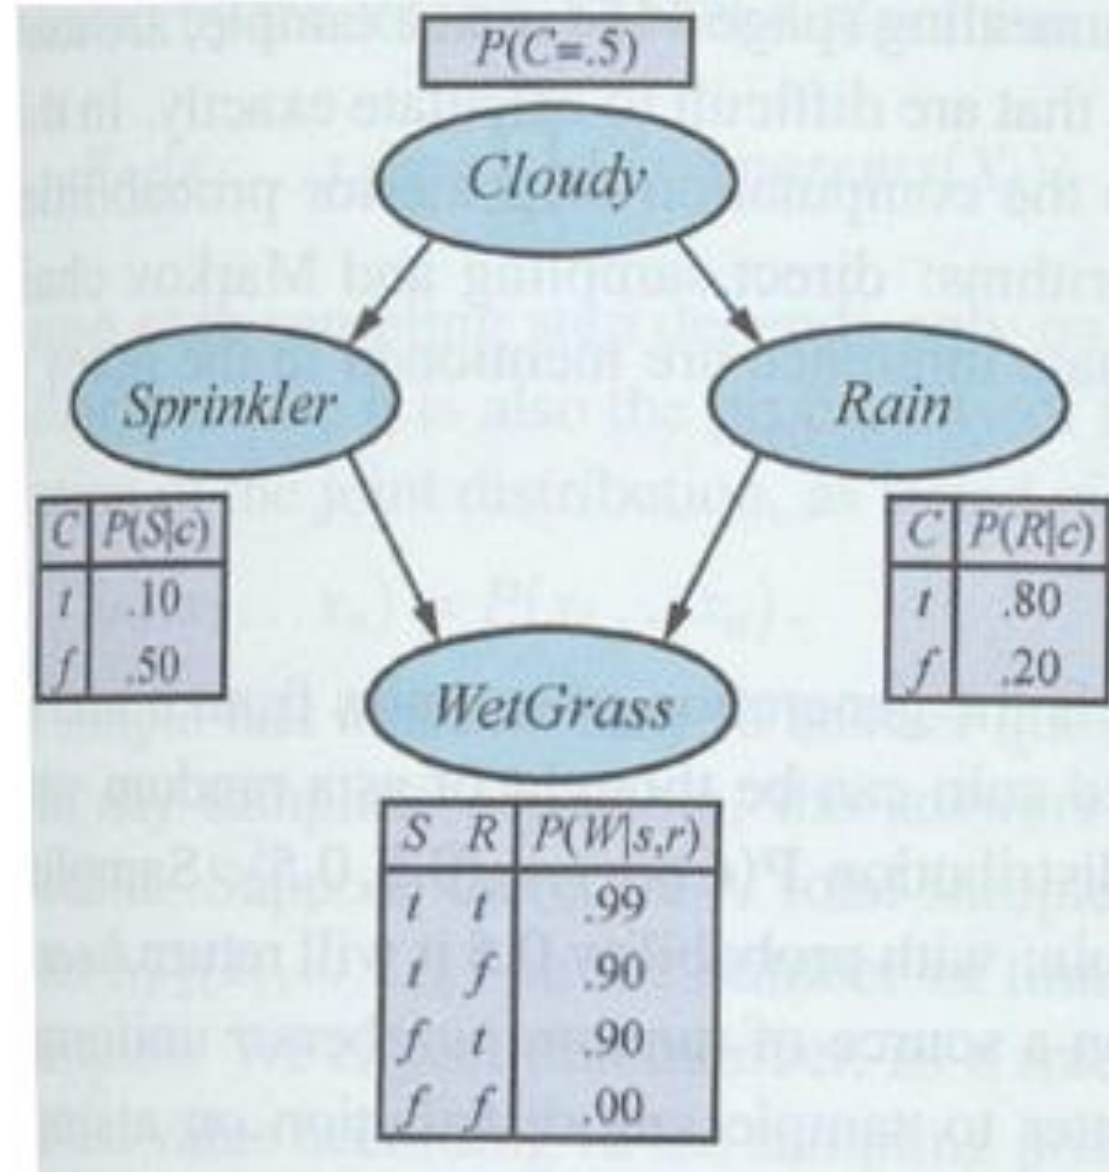 P(C=.5)
Cloudy
Sprinkler
Rain
C P(S|c)
t .10
f .50
C P(R|c)
t .80
f .20
WetGrass
S R P(W|s,r)
t t .99
t f .90
f t .90
f f .00